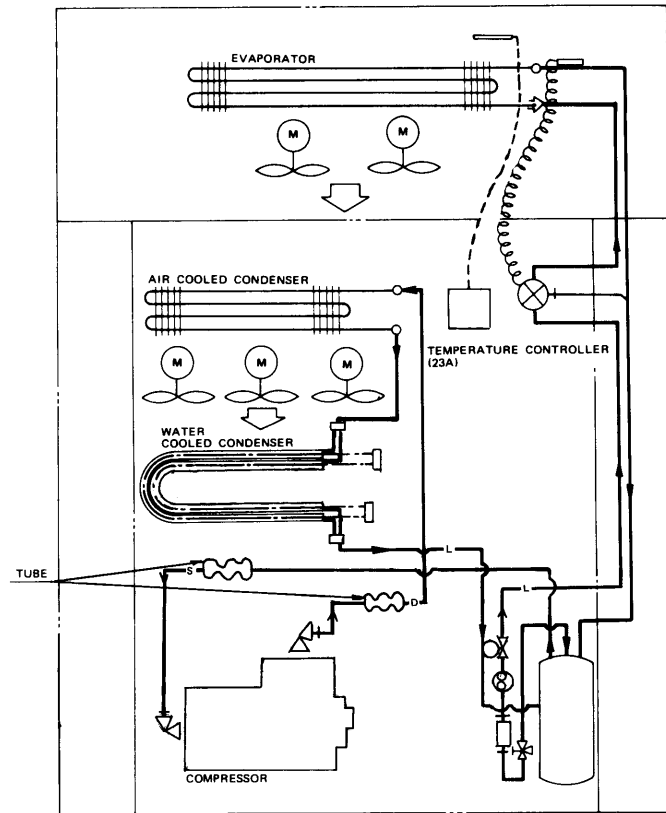 EVAPORATOR
M
M
AIR COOLED CONDENSER
TEMPERATURE CONTROLLER
(23A)
M
M
M
WATER
COOLED CONDENSER
L
TUBE
S
L
D
COMPRESSOR